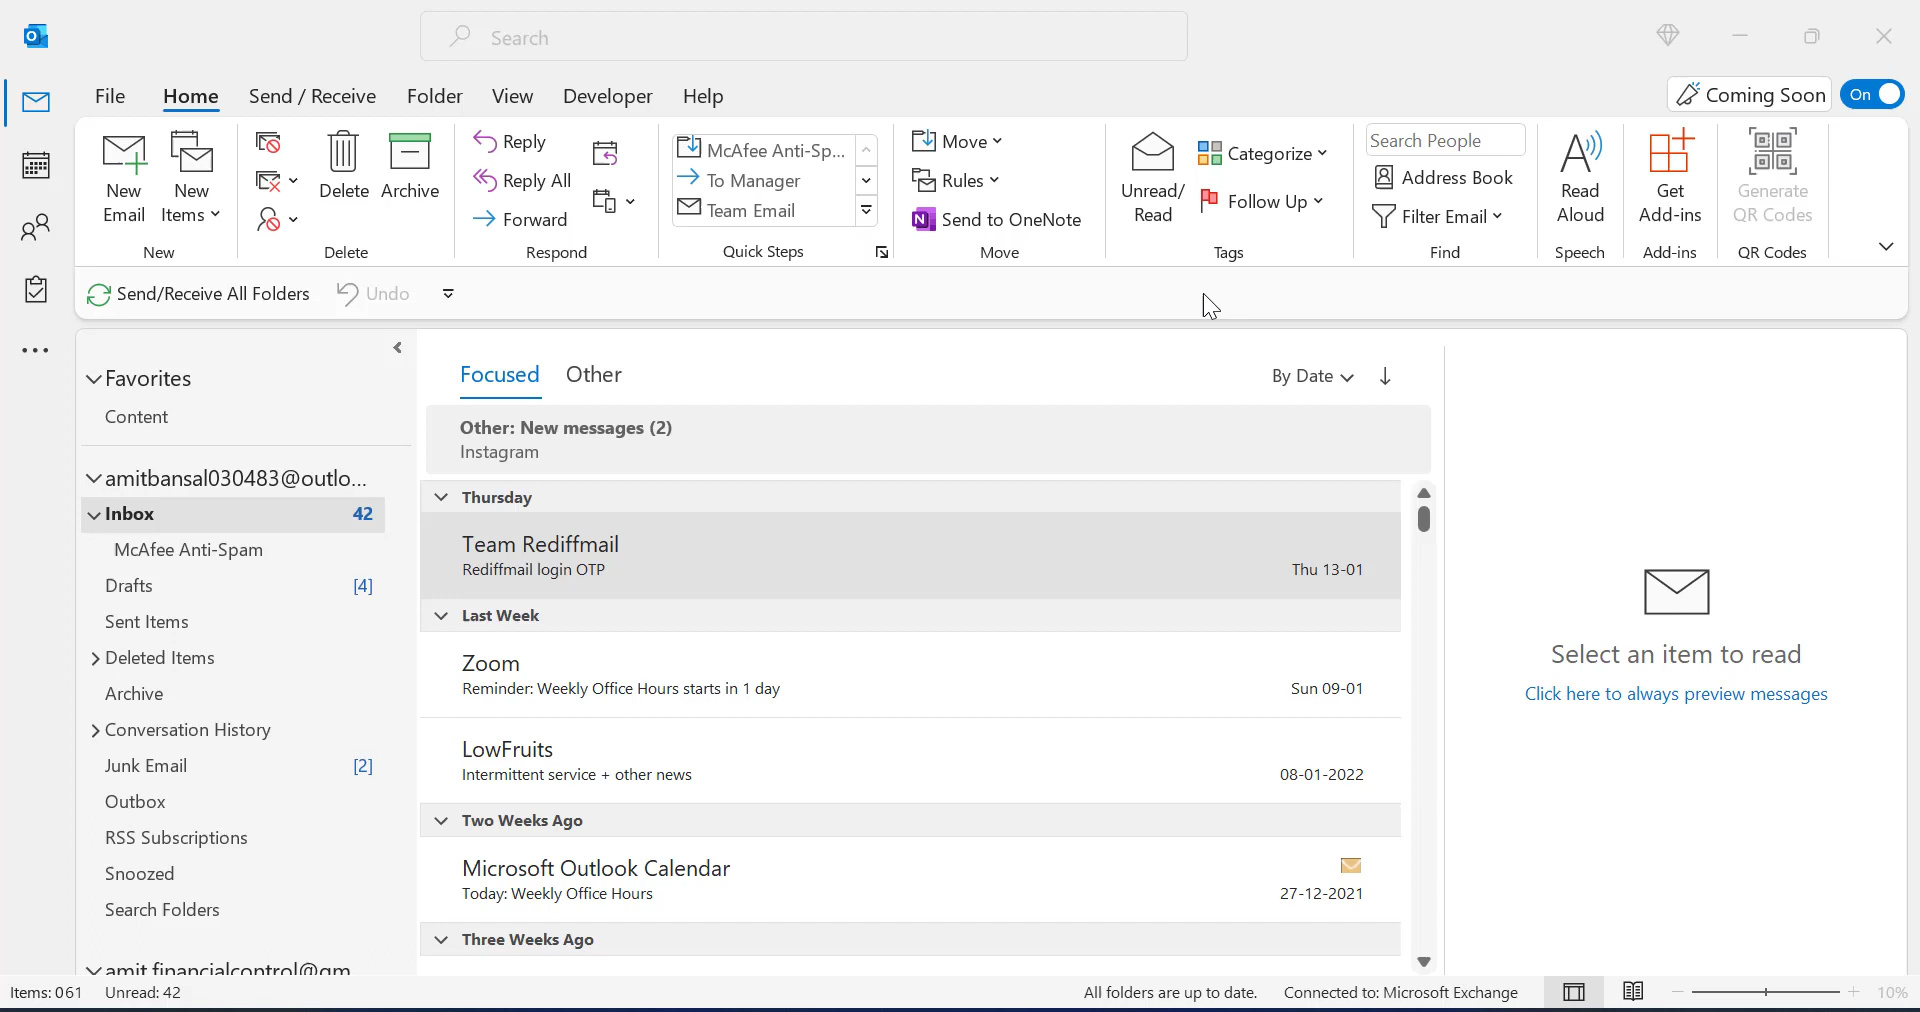 Search
File Home Send / Receive Folder View Developer Help
Coming Soon On
New Email
New Items
New
Delete
Archive
Delete
Reply
Reply All
Forward
Respond
McAfee Anti-Sp...
To Manager
Team Email
Quick Steps
Move
Rules
Send to OneNote
Move
Unread/ Read
Categorize
Follow Up
Tags
Search People
Address Book
Filter Email
Find
Read Aloud
Speech
Get Add-ins
Add-ins
Generate QR Codes
QR Codes
Send/Receive All Folders Undo
Favorites
Content
amitbansal030483@outlo...
Inbox 42
McAfee Anti-Spam
Drafts [4]
Sent Items
Deleted Items
Archive
Conversation History
Junk Email [2]
Outbox
RSS Subscriptions
Snoozed
Search Folders
amit.financialcontrol@gm
Focused Other By Date
Other: New messages (2)
Instagram
Thursday
Team Rediffmail
Rediffmail login OTP Thu 13-01
Last Week
Zoom
Reminder: Weekly Office Hours starts in 1 day Sun 09-01
LowFruits
Intermittent service + other news 08-01-2022
Two Weeks Ago
Microsoft Outlook Calendar
Today: Weekly Office Hours 27-12-2021
Three Weeks Ago
Select an item to read
Click here to always preview messages
Items: 061 Unread: 42 All folders are up to date. Connected to: Microsoft Exchange 10%